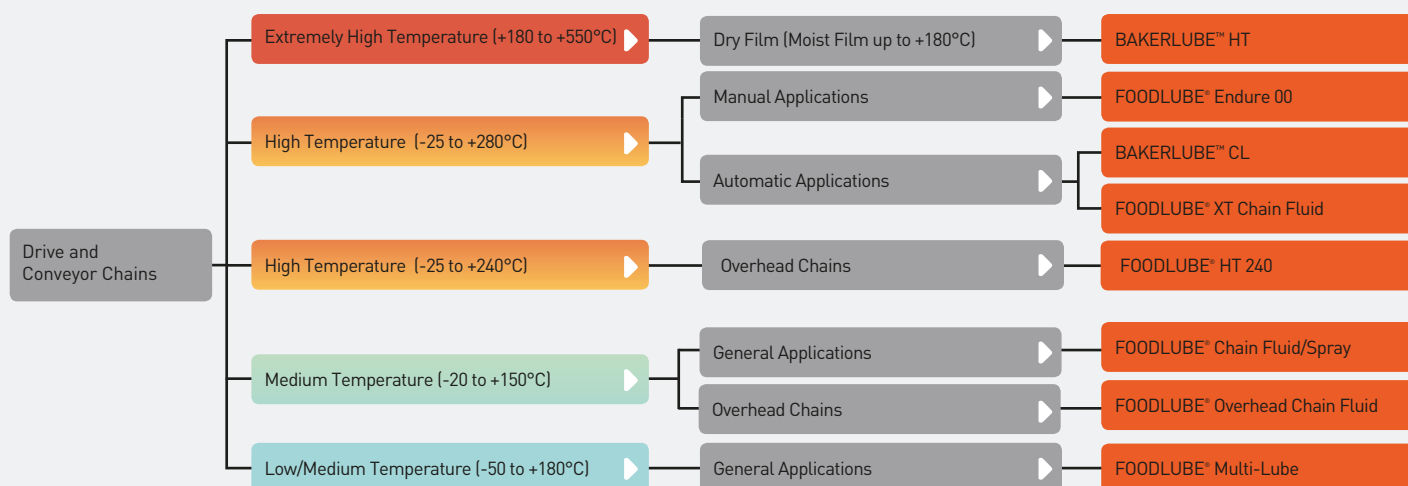 Drive and
Conveyor Chains
Extremely High Temperature (+180 to +550°C)
Dry Film (Moist Film up to +180°C)
BAKERLUBE™ HT
High Temperature (-25 to +280°C)
Manual Applications
FOODLUBE® Endure 00
Automatic Applications
BAKERLUBE™ CL
FOODLUBE® XT Chain Fluid
High Temperature (-25 to +240°C)
Overhead Chains
FOODLUBE® HT 240
Medium Temperature (-20 to +150°C)
General Applications
FOODLUBE® Chain Fluid/Spray
Overhead Chains
FOODLUBE® Overhead Chain Fluid
Low/Medium Temperature (-50 to +180°C)
General Applications
FOODLUBE® Multi-Lube